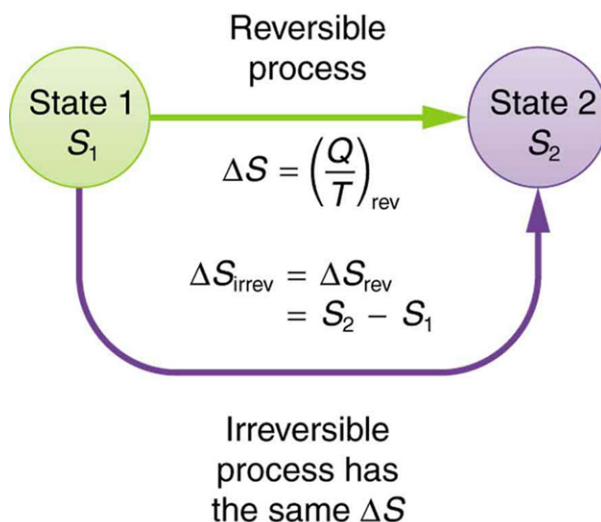 Reversible
process
State 1
S₁
State 2
S₂
ΔS = (Q/T)rev
ΔSirrev = ΔSrev
= S₂ − S₁
Irreversible
process has
the same ΔS